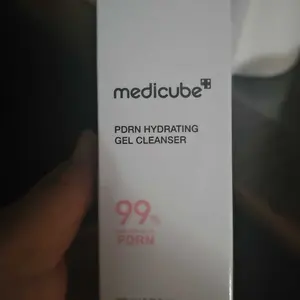 medicube
PDRN HYDRATING
GEL CLEANSER
99%
PDRN